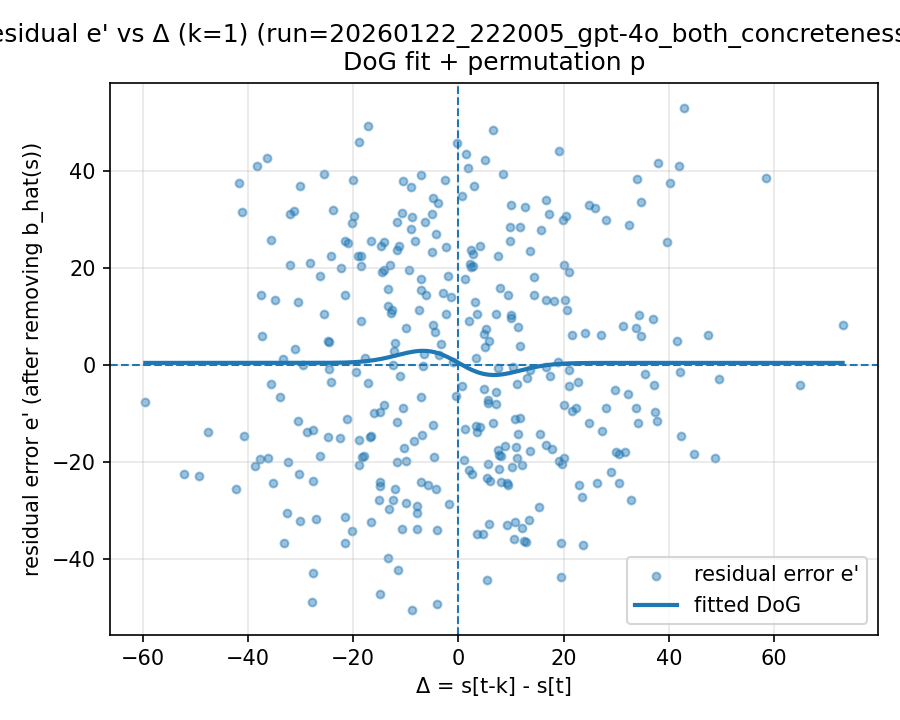 esidual e' vs Δ (k=1) (run=20260122_222005_gpt-4o_both_concreteness
DoG fit + permutation p
residual error e' (after removing b_hat(s))
40
20
0
−20
−40
residual error e'
fitted DoG
−60
−40
−20
0
20
40
60
Δ = s[t-k] - s[t]